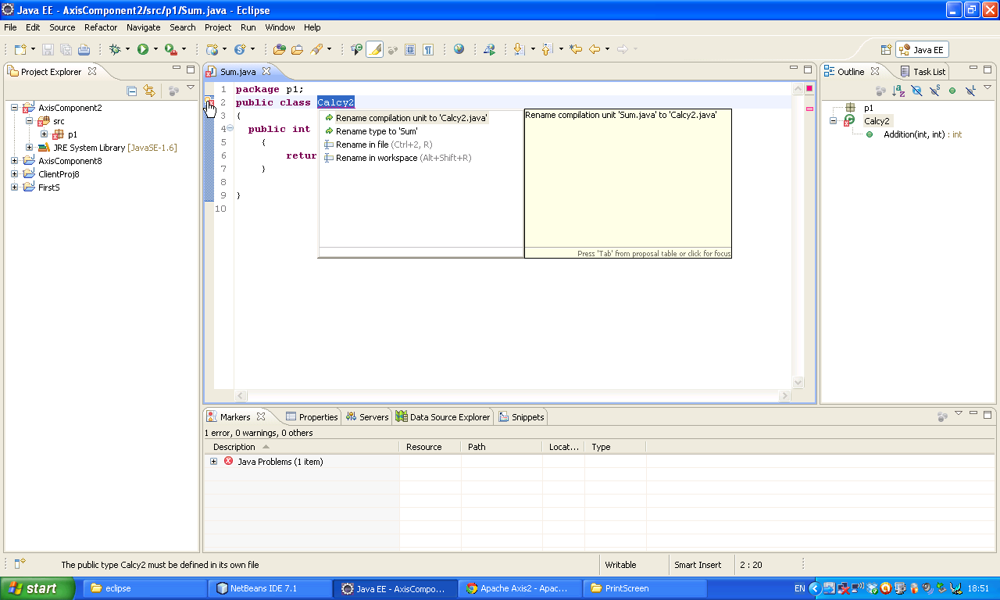 Java EE - AxisComponent2/src/p1/Sum.java - Eclipse
File Edit Source Refactor Navigate Search Project Run Window Help
Java EE
Project Explorer
AxisComponent2
src
p1
JRE System Library [JavaSE-1.6]
AxisComponent8
ClientProj8
First5
Sum.java
1 package p1;
2 public class Calcy2
3 {
4 public int
5 {
6 retur
7 }
8
9 }
10
Rename compilation unit to 'Calcy2.java'
Rename type to 'Sum'
Rename in file (Ctrl+2, R)
Rename in workspace (Alt+Shift+R)
Rename compilation unit 'Sum.java' to 'Calcy2.java'
Press 'Tab' from proposal table or click for focus
Outline Task List
p1
Calcy2
Addition(int, int) : int
Markers Properties Servers Data Source Explorer Snippets
1 error, 0 warnings, 0 others
Description Resource Path Locat... Type
Java Problems (1 item)
The public type Calcy2 must be defined in its own file Writable Smart Insert 2 : 20
start eclipse NetBeans IDE 7.1 Java EE - AxisCompo... Apache Axis2 - Apac... PrintScreen EN 18:51